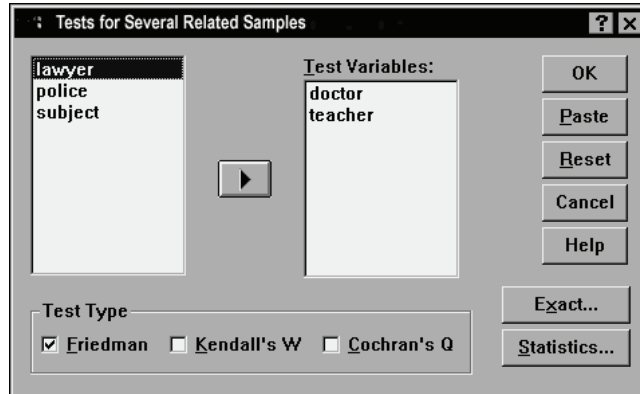 Tests for Several Related Samples
lawyer
police
subject
Test Variables:
doctor
teacher
OK
Paste
Reset
Cancel
Help
Exact...
Statistics...
Test Type
Friedman
Kendall's W
Cochran's Q